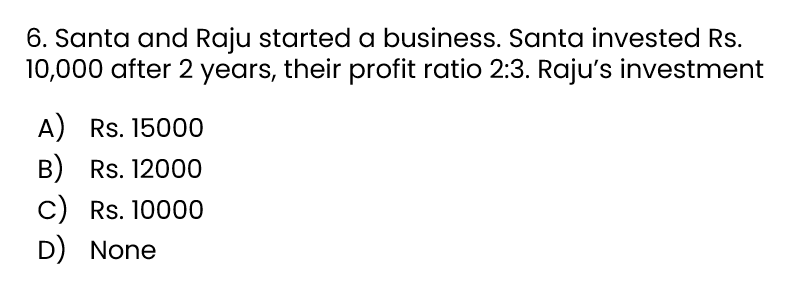 6. Santa and Raju started a business. Santa invested Rs.
10,000 after 2 years, their profit ratio 2:3. Raju’s investment
A) Rs. 15000
B) Rs. 12000
C) Rs. 10000
D) None